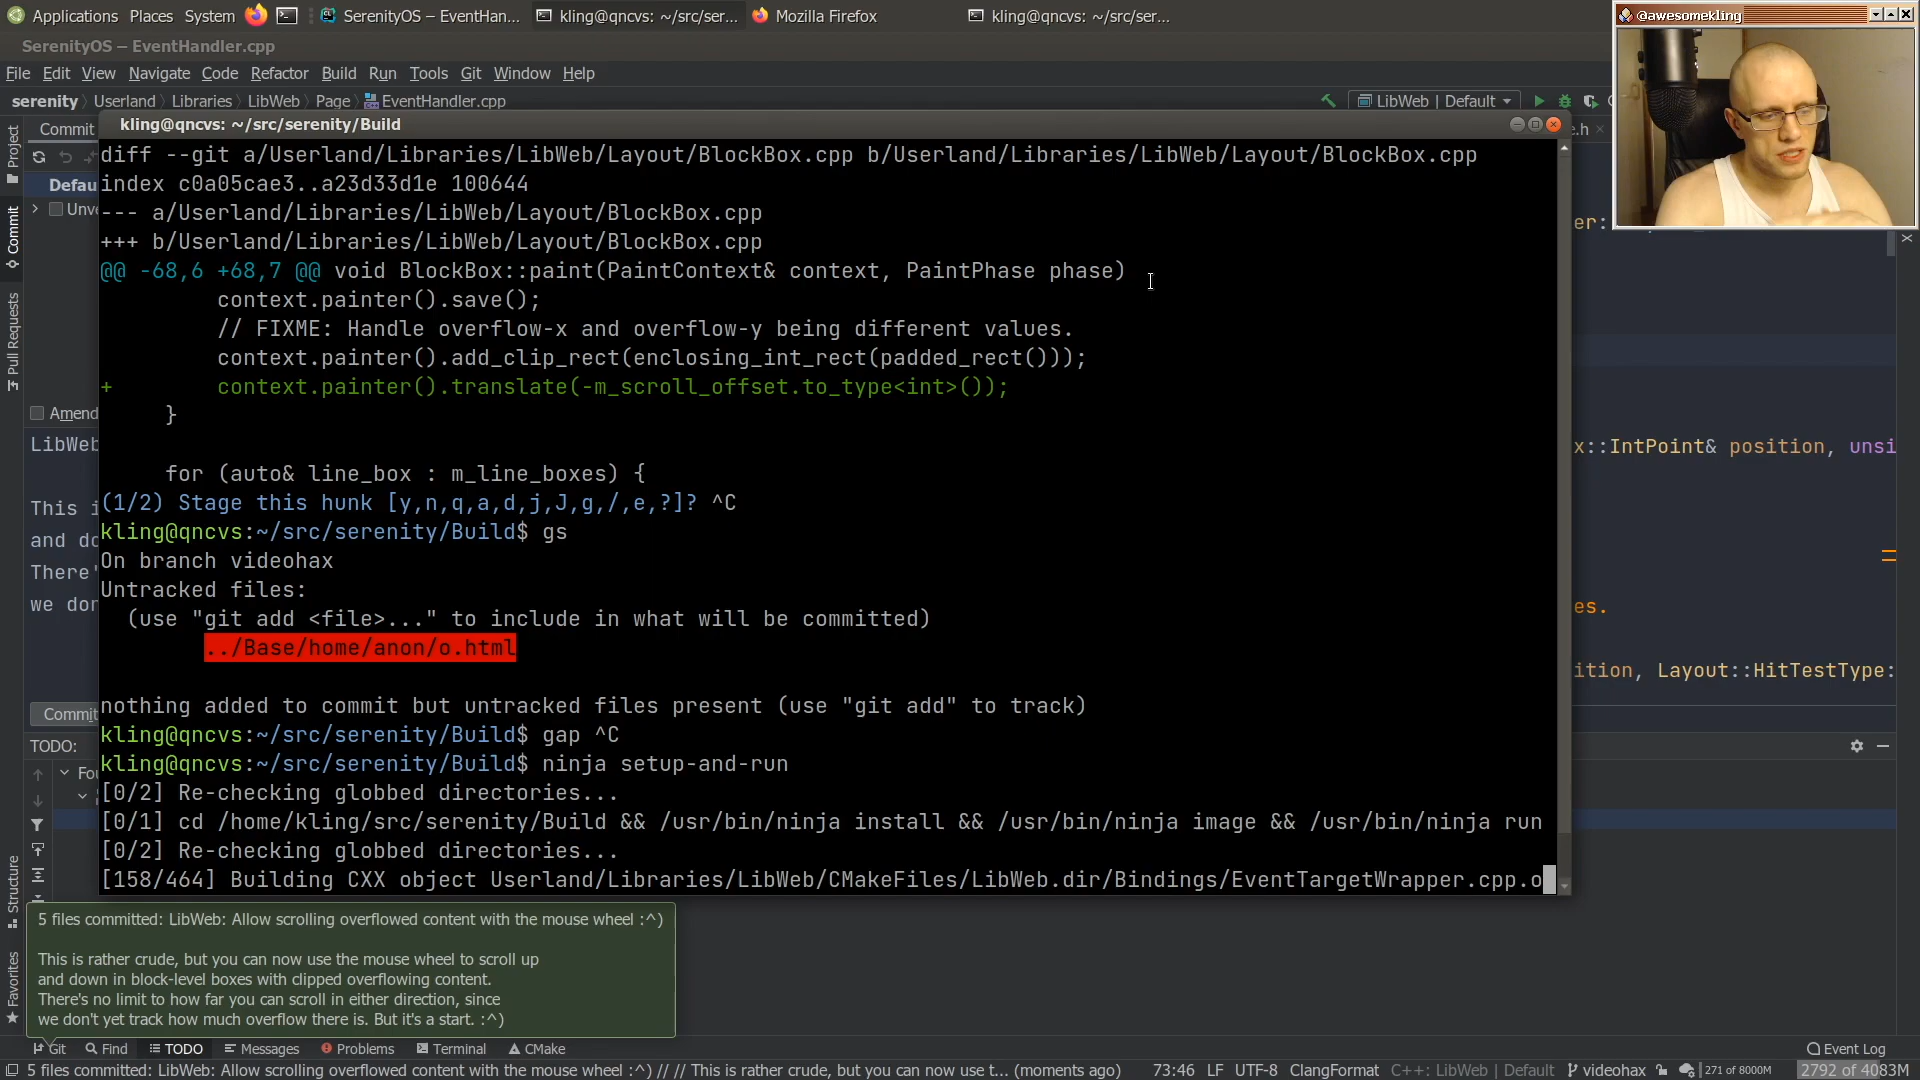 Applications Places System SerenityOS – EventHan... kling@qncvs: ~/src/ser... Mozilla Firefox kling@qncvs: ~/src/ser...
@awesomekling
SerenityOS – EventHandler.cpp
File Edit View Navigate Code Refactor Build Run Tools Git Window Help
serenity Userland Libraries LibWeb Page EventHandler.cpp LibWeb | Default
Project
Commit
Pull Requests
Structure
Favorites
Commit
kling@qncvs: ~/src/serenity/Build
diff --git a/Userland/Libraries/LibWeb/Layout/BlockBox.cpp b/Userland/Libraries/LibWeb/Layout/BlockBox.cpp
index c0a05cae3..a23d33d1e 100644
--- a/Userland/Libraries/LibWeb/Layout/BlockBox.cpp
+++ b/Userland/Libraries/LibWeb/Layout/BlockBox.cpp
@@ -68,6 +68,7 @@ void BlockBox::paint(PaintContext& context, PaintPhase phase)
context.painter().save();
// FIXME: Handle overflow-x and overflow-y being different values.
context.painter().add_clip_rect(enclosing_int_rect(padded_rect()));
+ context.painter().translate(-m_scroll_offset.to_type<int>());
}
for (auto& line_box : m_line_boxes) {
(1/2) Stage this hunk [y,n,q,a,d,j,J,g,/,e,?]? ^C
kling@qncvs:~/src/serenity/Build$ gs
On branch videohax
Untracked files:
(use "git add <file>..." to include in what will be committed)
../Base/home/anon/o.html
nothing added to commit but untracked files present (use "git add" to track)
kling@qncvs:~/src/serenity/Build$ gap ^C
kling@qncvs:~/src/serenity/Build$ ninja setup-and-run
[0/2] Re-checking globbed directories...
[0/1] cd /home/kling/src/serenity/Build && /usr/bin/ninja install && /usr/bin/ninja image && /usr/bin/ninja run
[0/2] Re-checking globbed directories...
[158/464] Building CXX object Userland/Libraries/LibWeb/CMakeFiles/LibWeb.dir/Bindings/EventTargetWrapper.cpp.o
Defau
Unve
Amend
LibWeb
This i
and do
There'
we don
Commit
TODO:
Fou
e.h
er:
x::IntPoint& position, unsi
es.
ition, Layout::HitTestType:
5 files committed: LibWeb: Allow scrolling overflowed content with the mouse wheel :^)
This is rather crude, but you can now use the mouse wheel to scroll up
and down in block-level boxes with clipped overflowing content.
There's no limit to how far you can scroll in either direction, since
we don't yet track how much overflow there is. But it's a start. :^)
Git Find TODO Messages Problems Terminal CMake Event Log
5 files committed: LibWeb: Allow scrolling overflowed content with the mouse wheel :^) // // This is rather crude, but you can now use t... (moments ago) 73:46 LF UTF-8 ClangFormat C++: LibWeb | Default videohax 271 of 8000M 2792 of 4083M